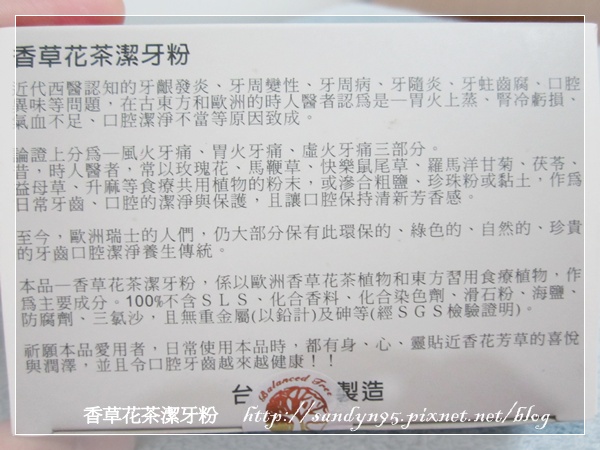 香草花茶潔牙粉
近代西醫認知的牙齦發炎、牙周變性、牙周病、牙隨炎、牙蛀齒腐、口腔
異味等問題，在古東方和歐洲的時人醫者認為是—胃火上蒸、腎冷虧損、
氣血不足、口腔潔淨不當等原因致成。
論證上分為—風火牙痛、胃火牙痛、虛火牙痛三部分。
昔，時人醫者，常以玫瑰花、馬鞭草、快樂鼠尾草、羅馬洋甘菊、茯苓、
益母草、升麻等食療共用植物的粉末，或滲合粗鹽、珍珠粉或黏土，作為
日常牙齒、口腔的潔淨與保護，且讓口腔保持清新芳香感。
至今，歐洲瑞士的人們，仍大部分保有此環保的、綠色的、自然的、珍貴
的牙齒口腔潔淨養生傳統。
本品—香草花茶潔牙粉，係以歐洲香草花茶植物和東方習用食療植物，作
為主要成分。100%不含SLS、化合香料、化合染色劑、滑石粉、海鹽、
防腐劑、三氯沙，且無重金屬(以鉛計)及砷等(經SGS檢驗證明)。
祈願本品愛用者，日常使用本品時，都有身、心、靈貼近香花芳草的喜悅
與潤澤，並且令口腔牙齒越來越健康！！
台 製造
Balanced Tree
香草花茶潔牙粉 http://sandyn95.pixnet.net/blog